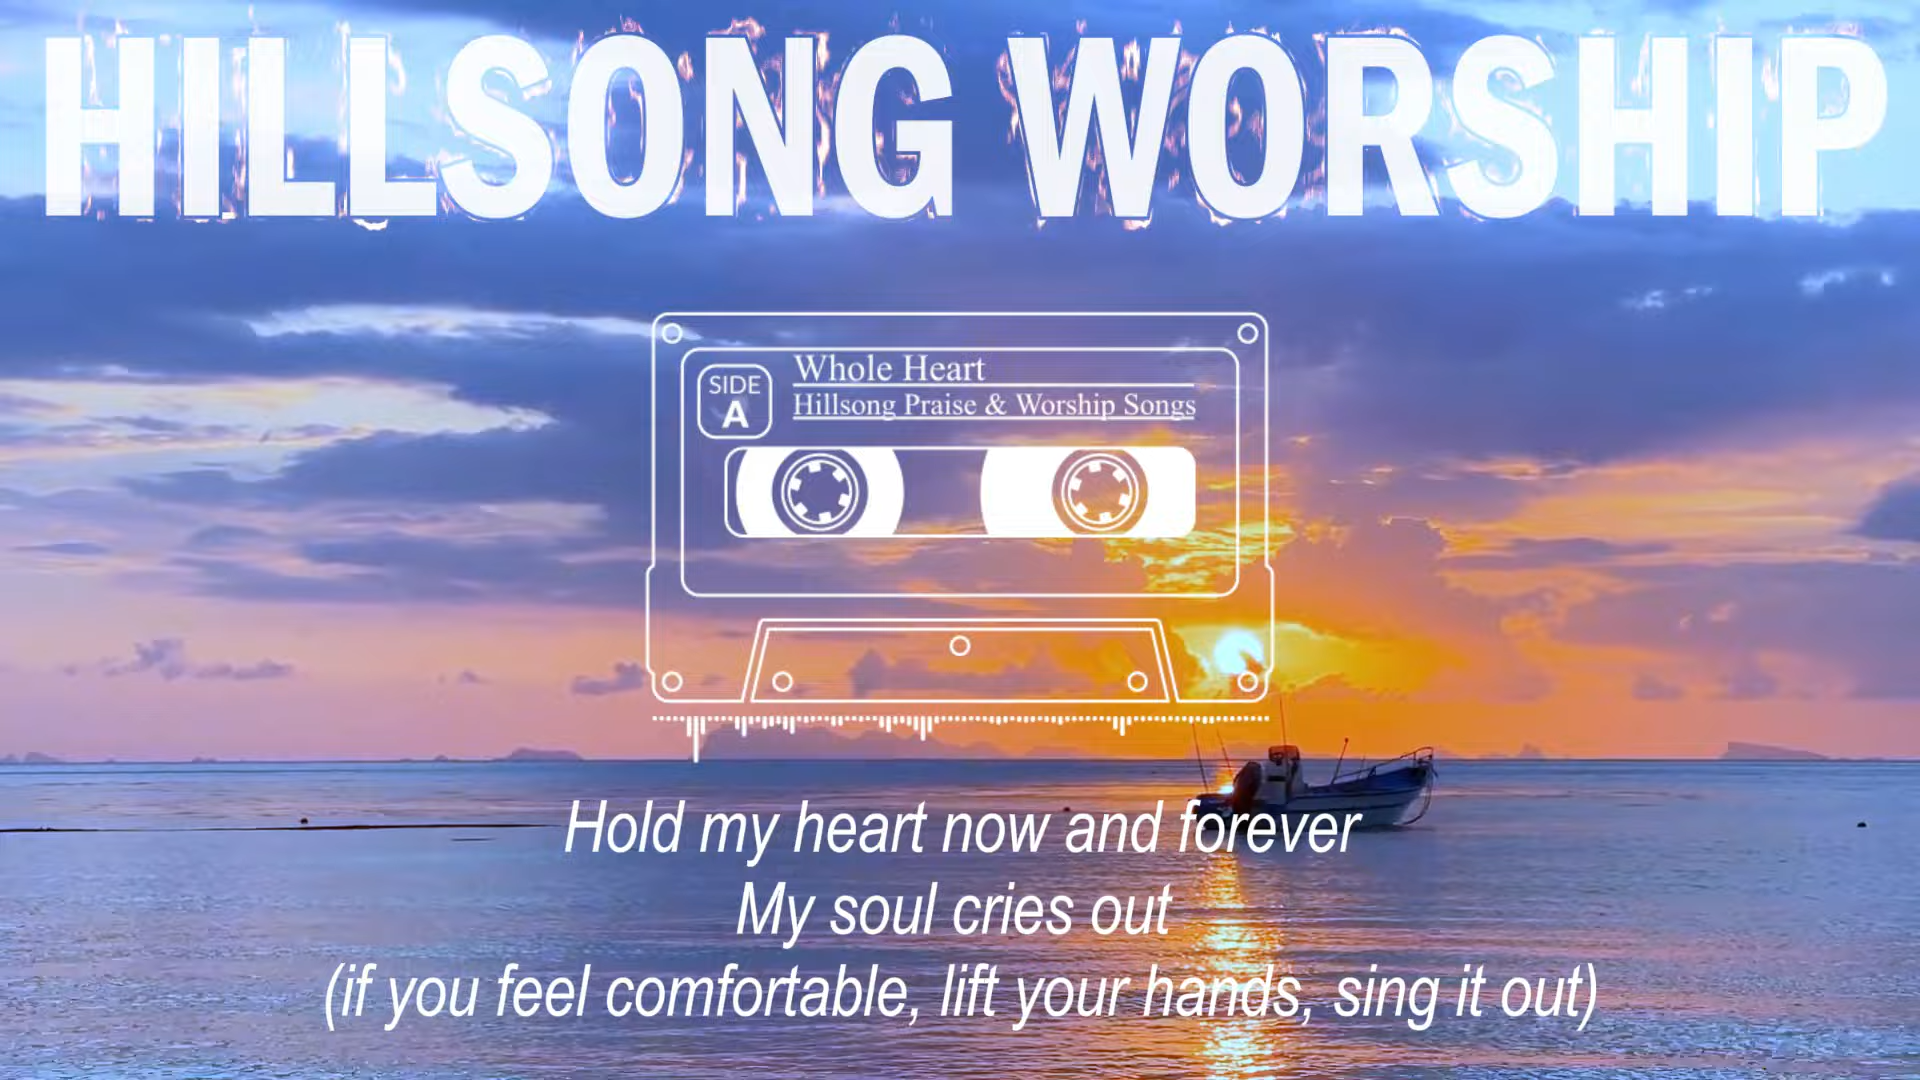 HILLSONG WORSHIP
SIDE
A
Whole Heart
Hillsong Praise & Worship Songs
Hold my heart now and forever
My soul cries out
(if you feel comfortable, lift your hands, sing it out)